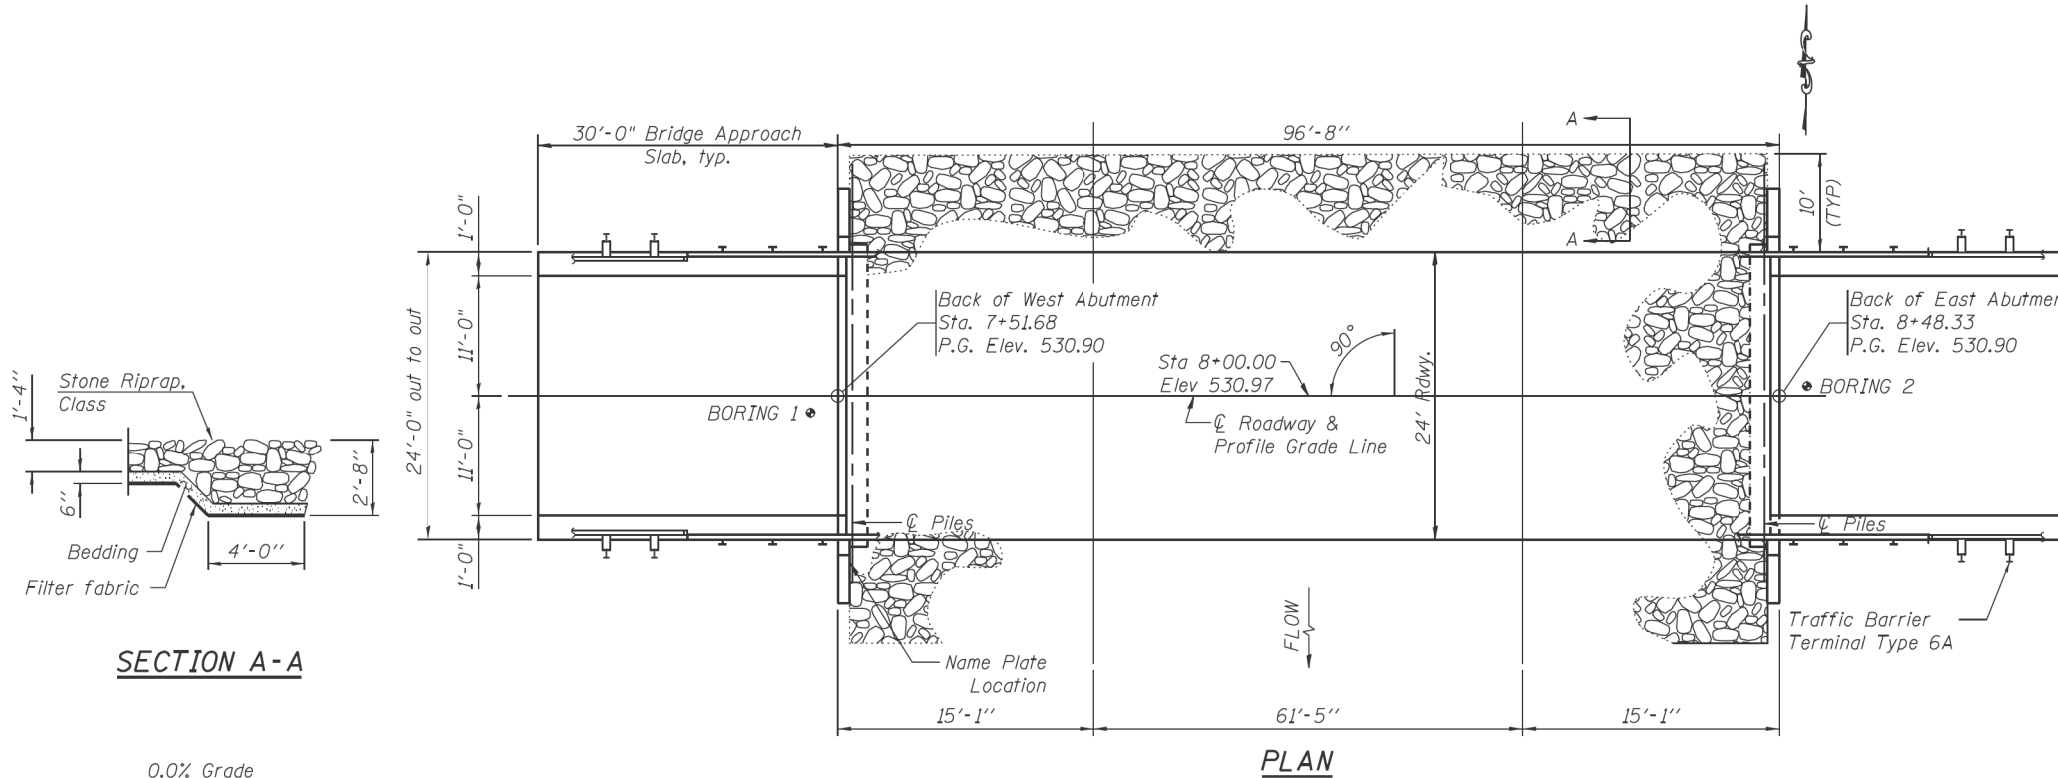 30'-0" Bridge Approach
Slab, typ.
96'-8"
A
A
10'
(TYP)
1'-0"
11'-0"
11'-0"
1'-0"
24'-0" out to out
Back of West Abutment
Sta. 7+51.68
P.G. Elev. 530.90
Sta 8+00.00
Elev 530.97
90°
24' Rdwy.
℄ Roadway &
Profile Grade Line
Back of East Abutmen
Sta. 8+48.33
P.G. Elev. 530.90
BORING 1
BORING 2
℄ Piles
℄ Piles
Name Plate
Location
FLOW
Traffic Barrier
Terminal Type 6A
15'-1"
61'-5"
15'-1"
PLAN
Stone Riprap,
Class
1'-4"
6"
2'-8"
4'-0"
Bedding
Filter fabric
SECTION A-A
0.0% Grade